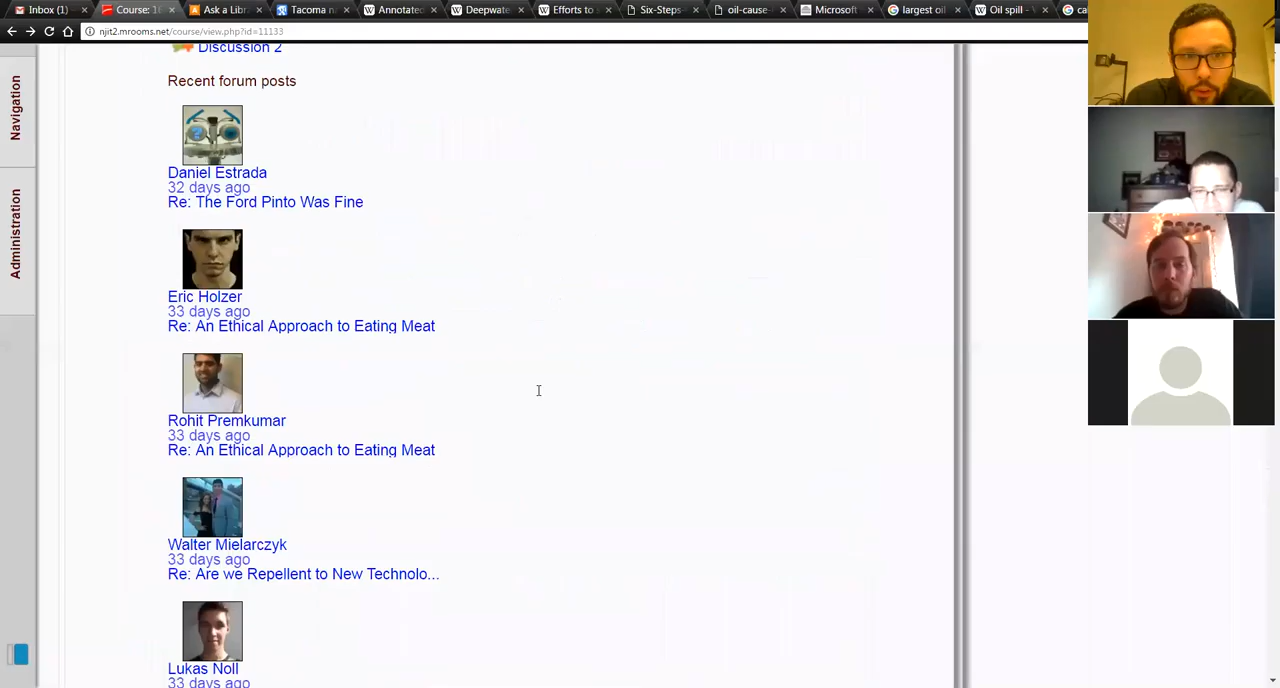 Inbox (1)
Course: 1
Ask a Libr
Tacoma n
Annotated
Deepwate
Efforts to s
Six-Steps-
oil-cause-
Microsoft
largest oil
Oil spill - 
njit2.mrooms.net/course/view.php?id=11133
Navigation
Administration
Discussion 2
Recent forum posts
Daniel Estrada
32 days ago
Re: The Ford Pinto Was Fine
Eric Holzer
33 days ago
Re: An Ethical Approach to Eating Meat
Rohit Premkumar
33 days ago
Re: An Ethical Approach to Eating Meat
Walter Mielarczyk
33 days ago
Re: Are we Repellent to New Technolo...
Lukas Noll
33 days ago